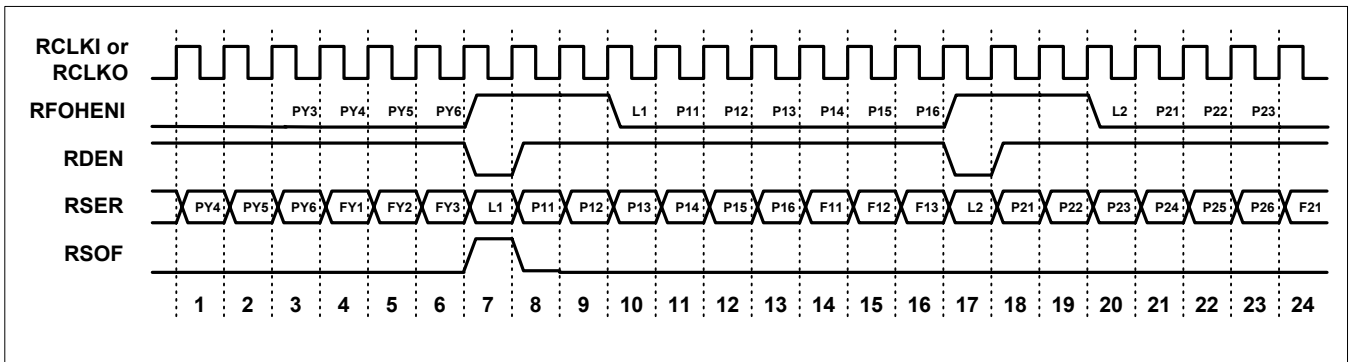 RCLKI or
RCLKO
RFOHENI PY3 PY4 PY5 PY6 L1 P11 P12 P13 P14 P15 P16 L2 P21 P22 P23
RDEN
RSER PY4 PY5 PY6 FY1 FY2 FY3 L1 P11 P12 P13 P14 P15 P16 F11 F12 F13 L2 P21 P22 P23 P24 P25 P26 F21
RSOF
1 2 3 4 5 6 7 8 9 10 11 12 13 14 15 16 17 18 19 20 21 22 23 24